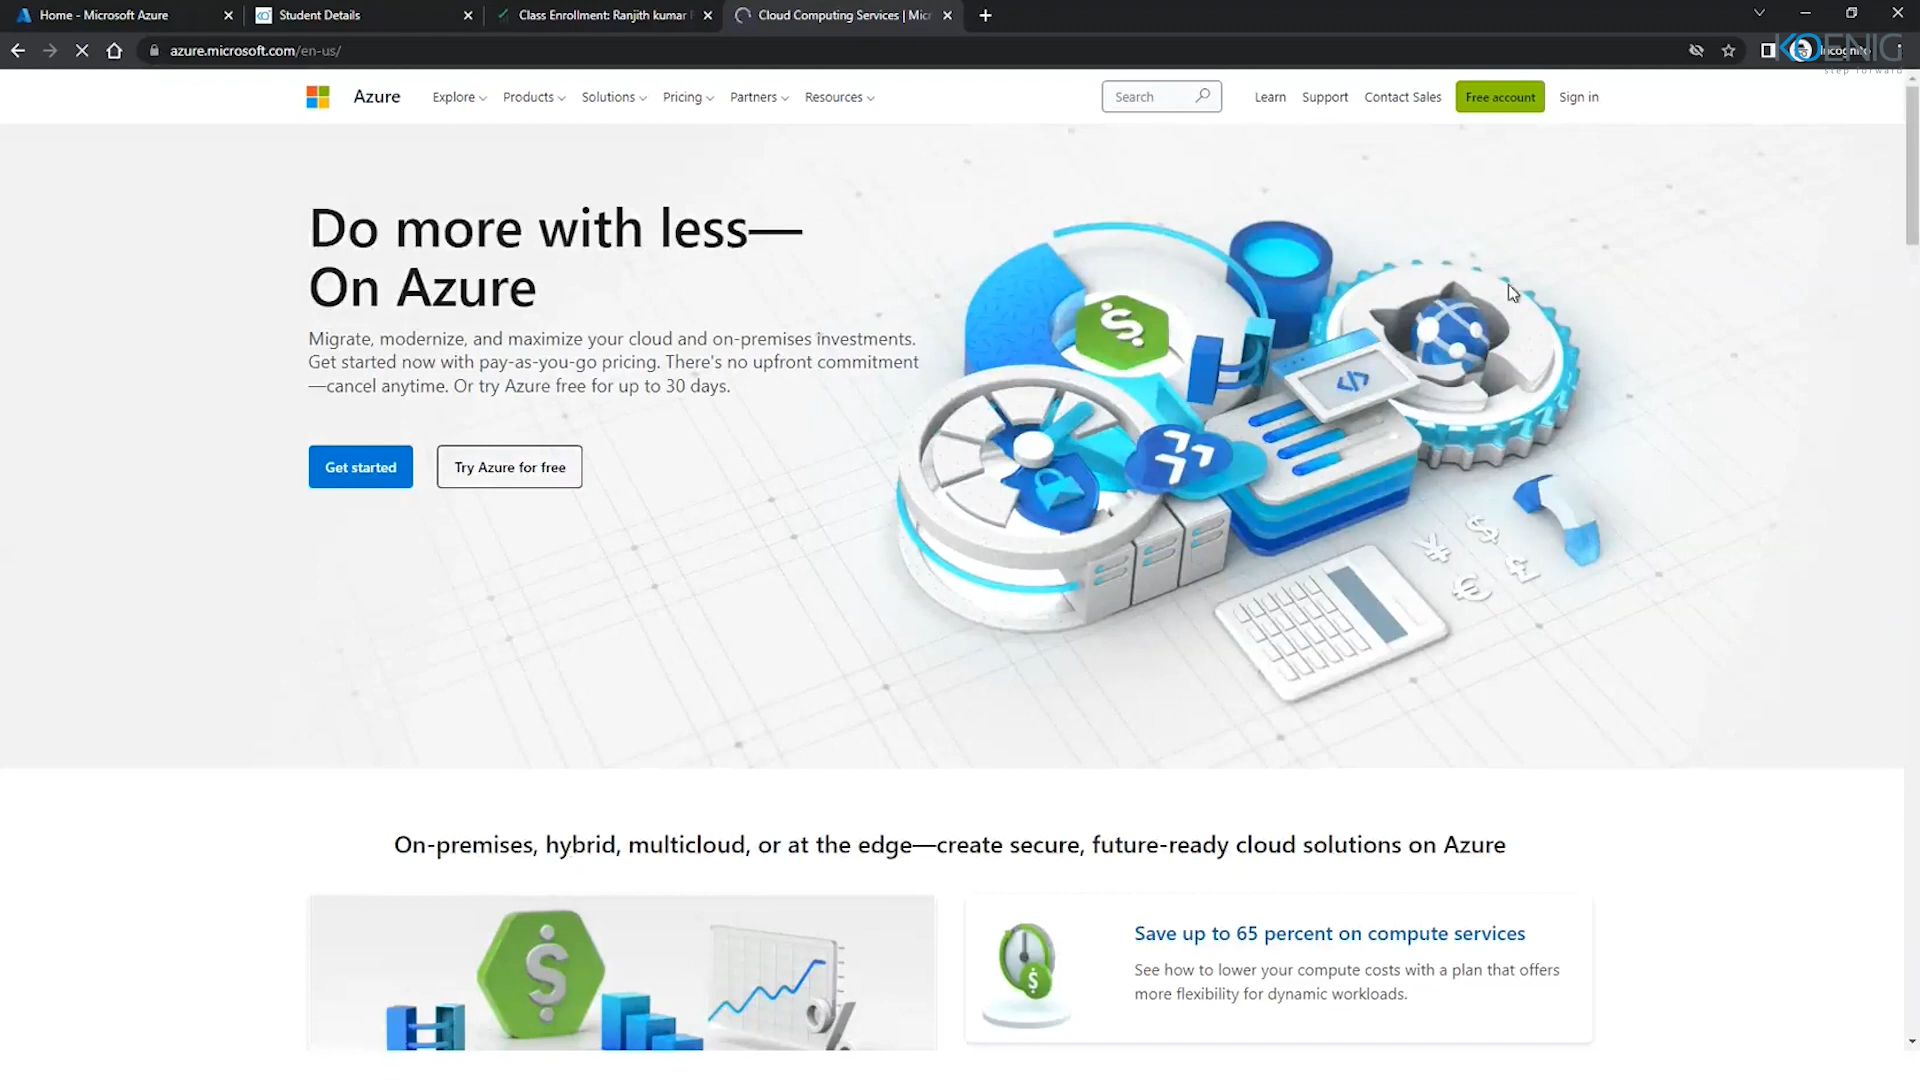 Home - Microsoft Azure
Student Details
Class Enrollment: Ranjith kumar
Cloud Computing Services | Micr
azure.microsoft.com/en-us/
KOENIG
step forward
Azure
Explore
Products
Solutions
Pricing
Partners
Resources
Search
Learn
Support
Contact Sales
Free account
Sign in
Do more with less—
On Azure
Migrate, modernize, and maximize your cloud and on-premises investments.
Get started now with pay-as-you-go pricing. There's no upfront commitment
—cancel anytime. Or try Azure free for up to 30 days.
Get started
Try Azure for free
On-premises, hybrid, multicloud, or at the edge—create secure, future-ready cloud solutions on Azure
Save up to 65 percent on compute services
See how to lower your compute costs with a plan that offers
more flexibility for dynamic workloads.